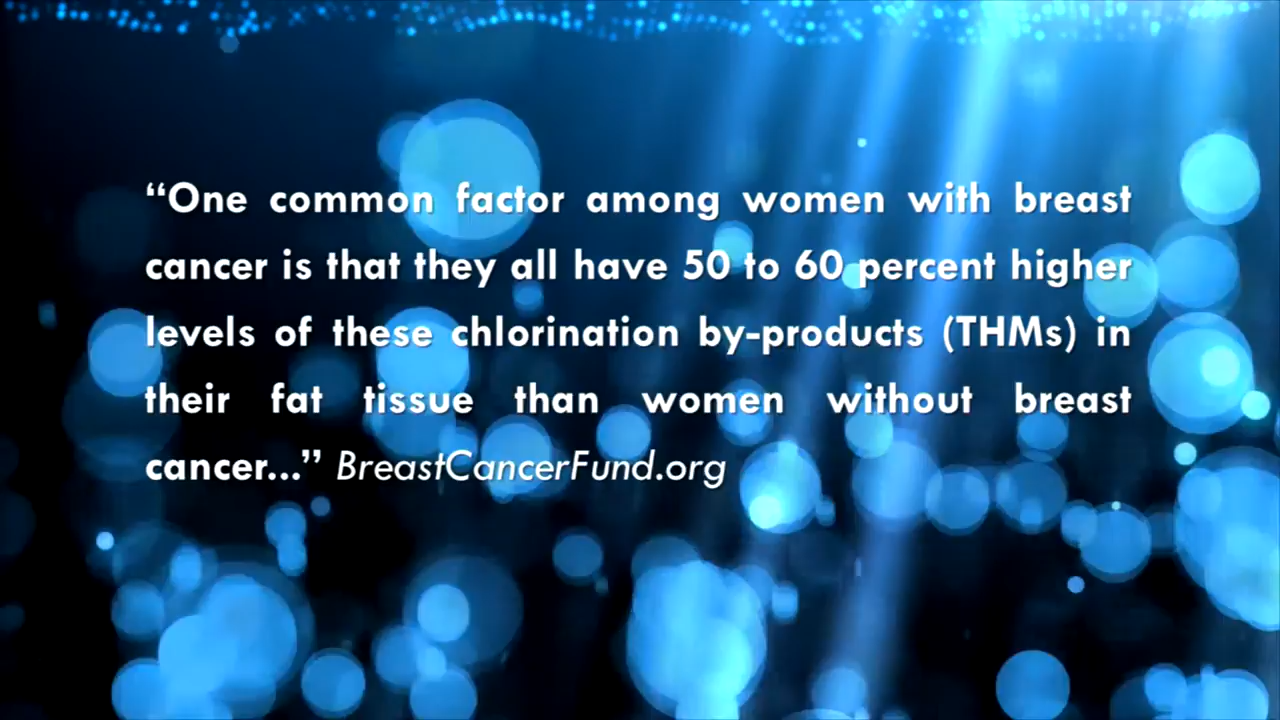 “One common factor among women with breast
cancer is that they all have 50 to 60 percent higher
levels of these chlorination by-products (THMs) in
their fat tissue than women without breast
cancer...” BreastCancerFund.org